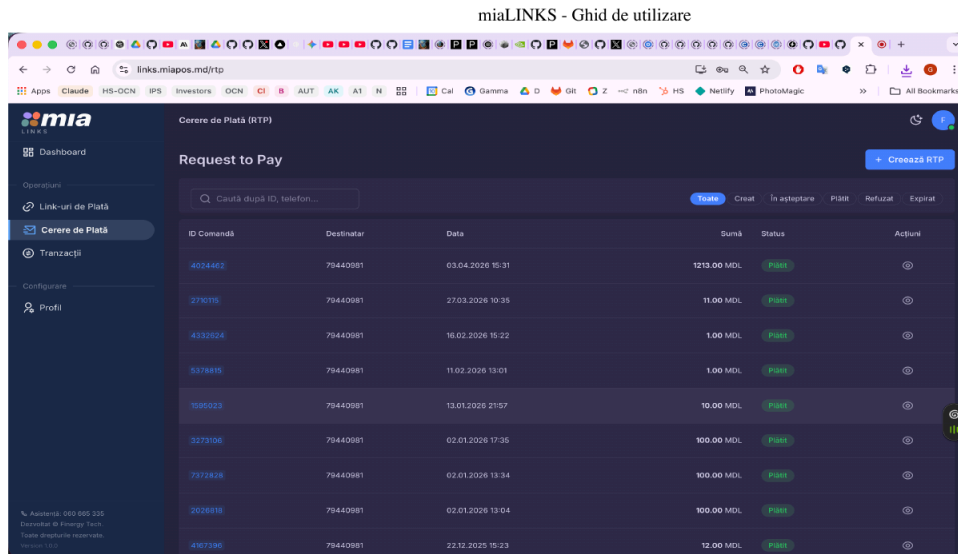 miaLINKS - Ghid de utilizare
links.miapos.md/rtp
Apps Claude HS-OCN IPS Investors OCN CI B AUT AK A1 N Cal Gamma D Git Z n8n HS Netlify PhotoMagic >> All Bookmarks
mia
LINKS
Dashboard
Operațiuni
Link-uri de Plată
Cerere de Plată
Tranzacții
Configurare
Profil
Asistență: 060 665 335
Dezvoltat © Finergy Tech.
Toate drepturile rezervate.
Version 1.0.0
Cerere de Plată (RTP)
F
Request to Pay
+ Creează RTP
Caută după ID, telefon...
Toate Creat În așteptare Plătit Refuzat Expirat
ID Comandă Destinatar Data Sumă Status Acțiuni
4024462 79440981 03.04.2026 15:31 1213.00 MDL Plătit
2710115 79440981 27.03.2026 10:35 11.00 MDL Plătit
4332624 79440981 16.02.2026 15:22 1.00 MDL Plătit
5378815 79440981 11.02.2026 13:01 1.00 MDL Plătit
1595023 79440981 13.01.2026 21:57 10.00 MDL Plătit
3273106 79440981 02.01.2026 17:35 100.00 MDL Plătit
7372828 79440981 02.01.2026 13:34 100.00 MDL Plătit
2026918 79440981 02.01.2026 13:04 100.00 MDL Plătit
4167396 79440981 22.12.2025 15:23 12.00 MDL Plătit